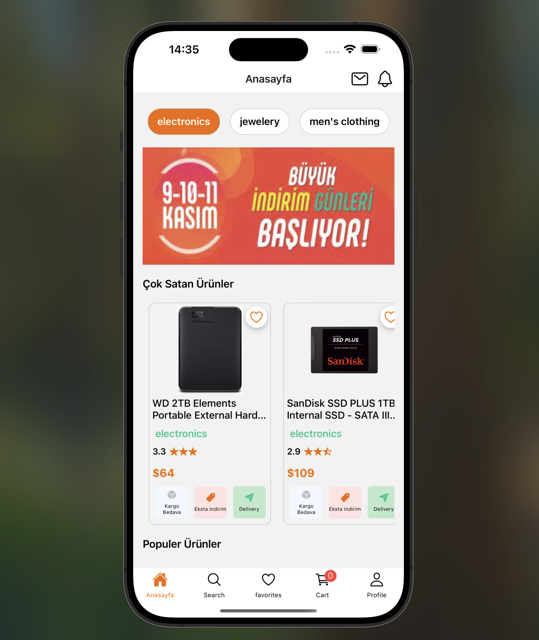 14:35
Anasayfa
electronics
jewelery
men's clothing
9-10-11
KASIM
BÜYÜK
İNDİRİM GÜNLERİ
BAŞLIYOR!
Çok Satan Ürünler
WD
SSD PLUS
SanDisk
WD 2TB Elements
Portable External Hard...
electronics
3.3
$64
Kargo
Bedava
Eksta indirim
Delivery
SanDisk SSD PLUS 1TB
Internal SSD - SATA III...
electronics
2.9
$109
Kargo
Bedava
Eksta indirim
Delivery
Populer Ürünler
Anasayfa
Search
favorites
0
Cart
Profile